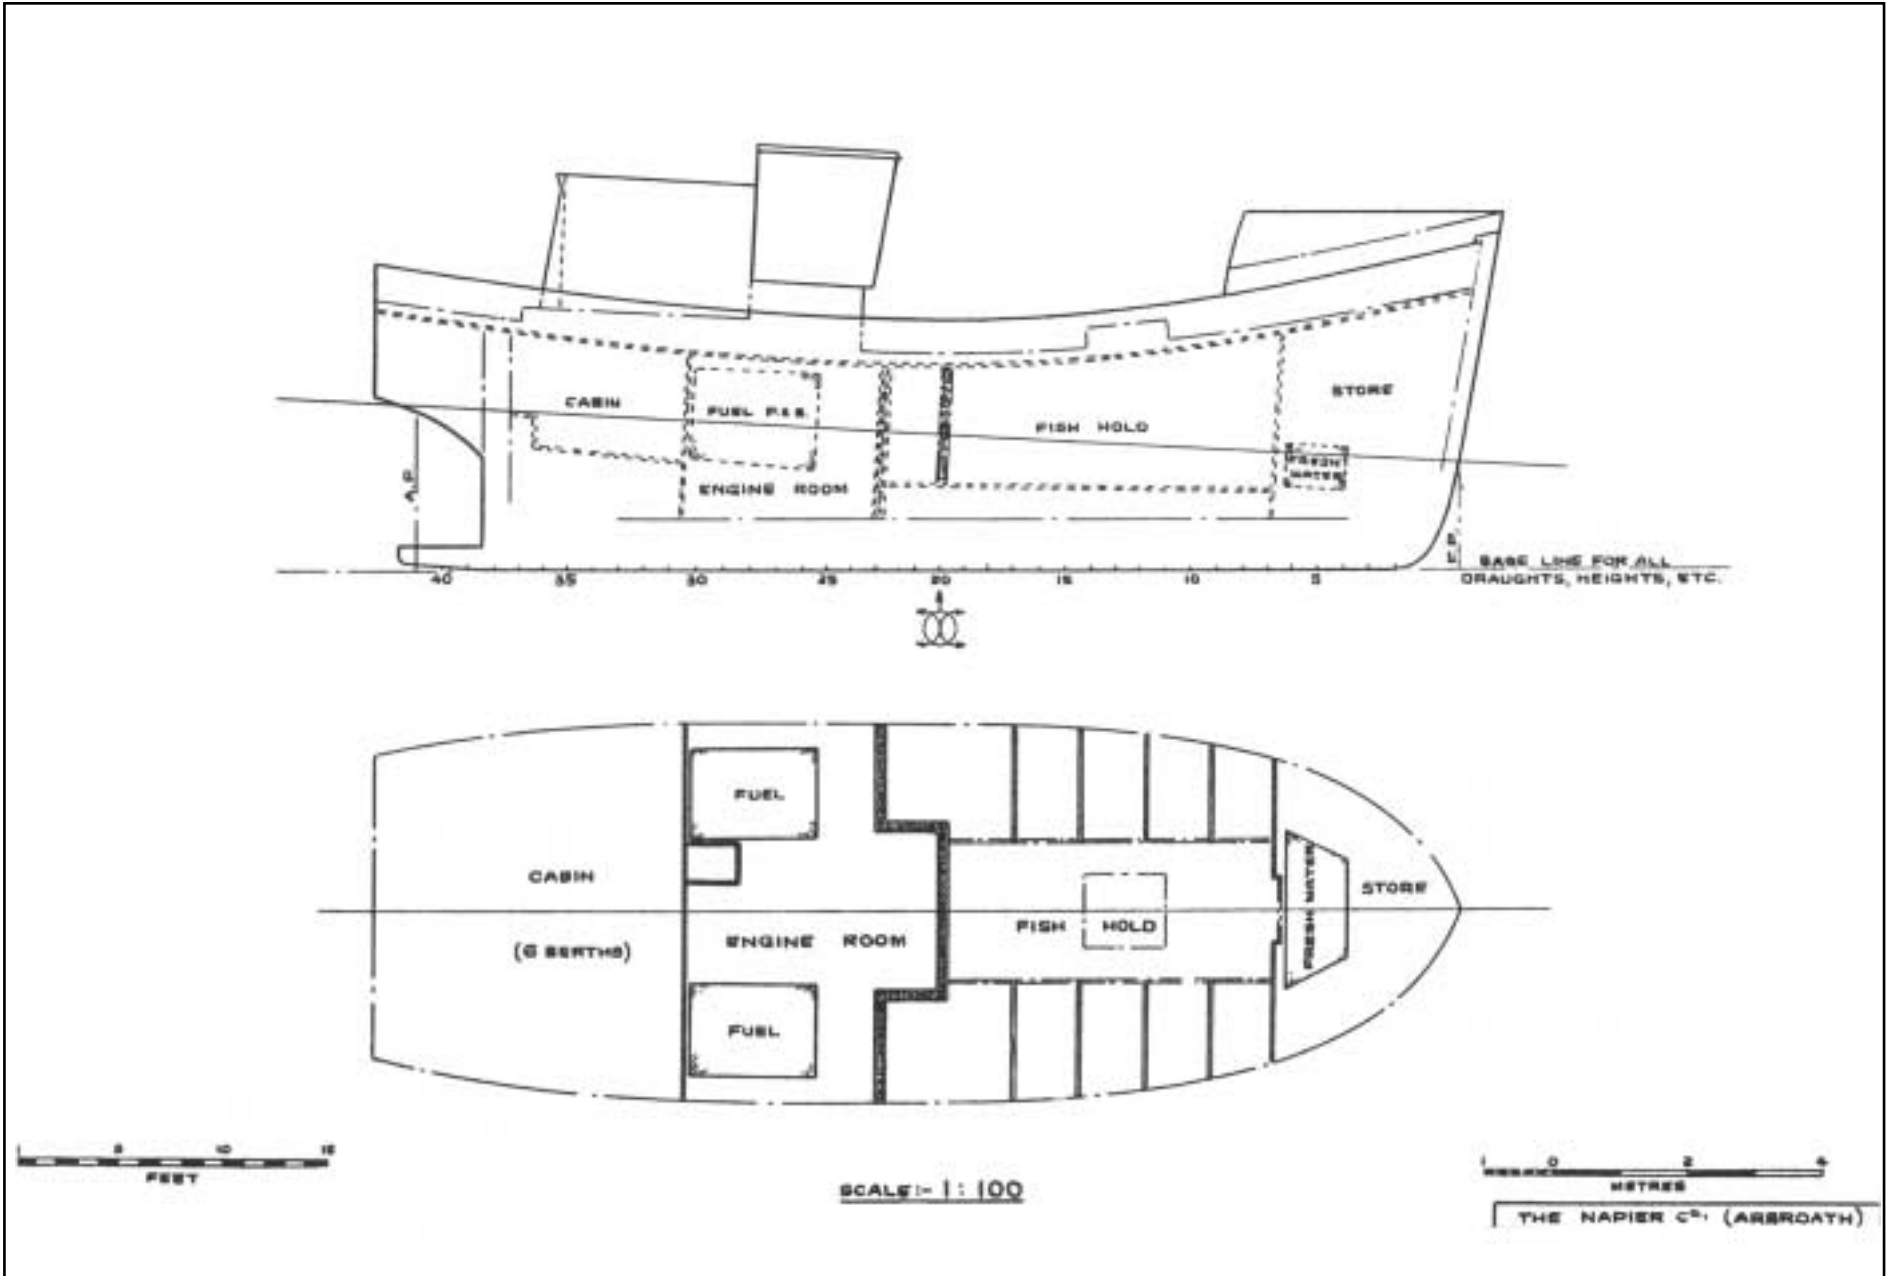 CABIN
FUEL P. & S.
ENGINE ROOM
FISH HOLD
STORE
FRESH
WATER
A.P.
F.P.
40 35 30 25 20 15 10 5
BASE LINE FOR ALL
DRAUGHTS, HEIGHTS, ETC.
FUEL
CABIN
(6 BERTHS)
ENGINE ROOM
FUEL
FISH HOLD
FRESH WATER
STORE
5 10 15
FEET
SCALE:- 1:100
1 0 2 4
METRES
THE NAPIER CO. (ARBROATH)